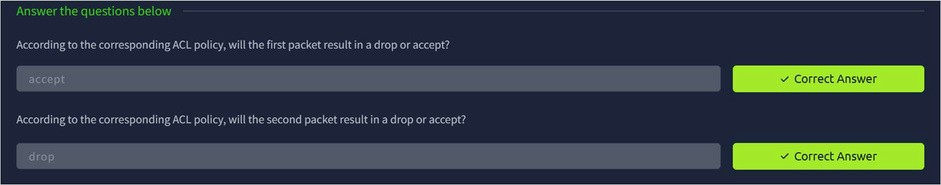 Answer the questions below
According to the corresponding ACL policy, will the first packet result in a drop or accept?
accept
✓ Correct Answer
According to the corresponding ACL policy, will the second packet result in a drop or accept?
drop
✓ Correct Answer